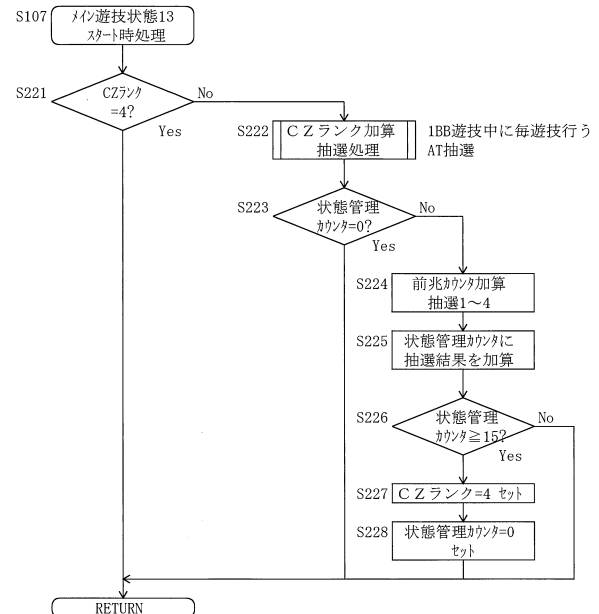 S107
メイン遊技状態13
スタート時処理
S221
CZランク
=4?
No
Yes
S222
CZランク加算
抽選処理
1BB遊技中に毎遊技行う
AT抽選
S223
状態管理
カウンタ=0?
No
Yes
S224
前兆カウンタ加算
抽選1～4
S225
状態管理カウンタに
抽選結果を加算
S226
状態管理
カウンタ≧15?
No
Yes
S227
CZランク=4 セット
S228
状態管理カウンタ=0
セット
RETURN